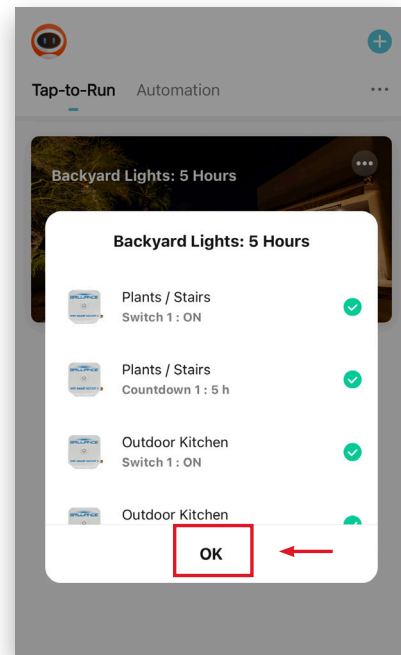 Tap-to-Run Automation
Backyard Lights: 5 Hours
Backyard Lights: 5 Hours
Plants / Stairs
Switch 1 : ON
Plants / Stairs
Countdown 1 : 5 h
Outdoor Kitchen
Switch 1 : ON
Outdoor Kitchen
OK